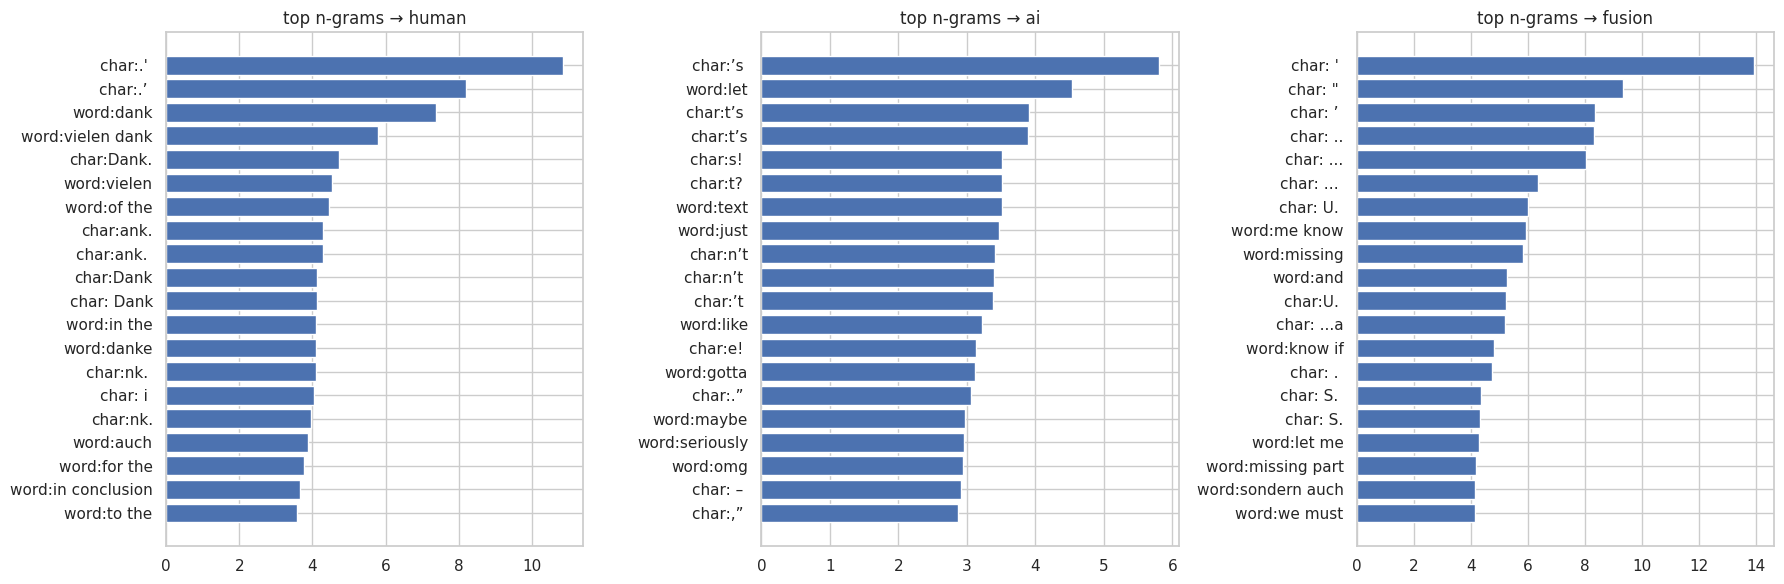 top n-grams → human
char:.'
char:.’
word:dank
word:vielen dank
char:Dank.
word:vielen
word:of the
char:ank.
char:ank.
char:Dank
char: Dank
word:in the
word:danke
char:nk.
char: i
char:nk.
word:auch
word:for the
word:in conclusion
word:to the
0 2 4 6 8 10
top n-grams → ai
char:’s
word:let
char:t’s
char:t’s
char:s!
char:t?
word:text
word:just
char:n’t
char:n’t
char:’t
word:like
char:e!
word:gotta
char:.”
word:maybe
word:seriously
word:omg
char: –
char:,”
0 1 2 3 4 5 6
top n-grams → fusion
char: '
char: "
char: ’
char: ..
char: ...
char: ...
char: U.
word:me know
word:missing
word:and
char:U.
char: ...a
word:know if
char: .
char: S.
char: S.
word:let me
word:missing part
word:sondern auch
word:we must
0 2 4 6 8 10 12 14